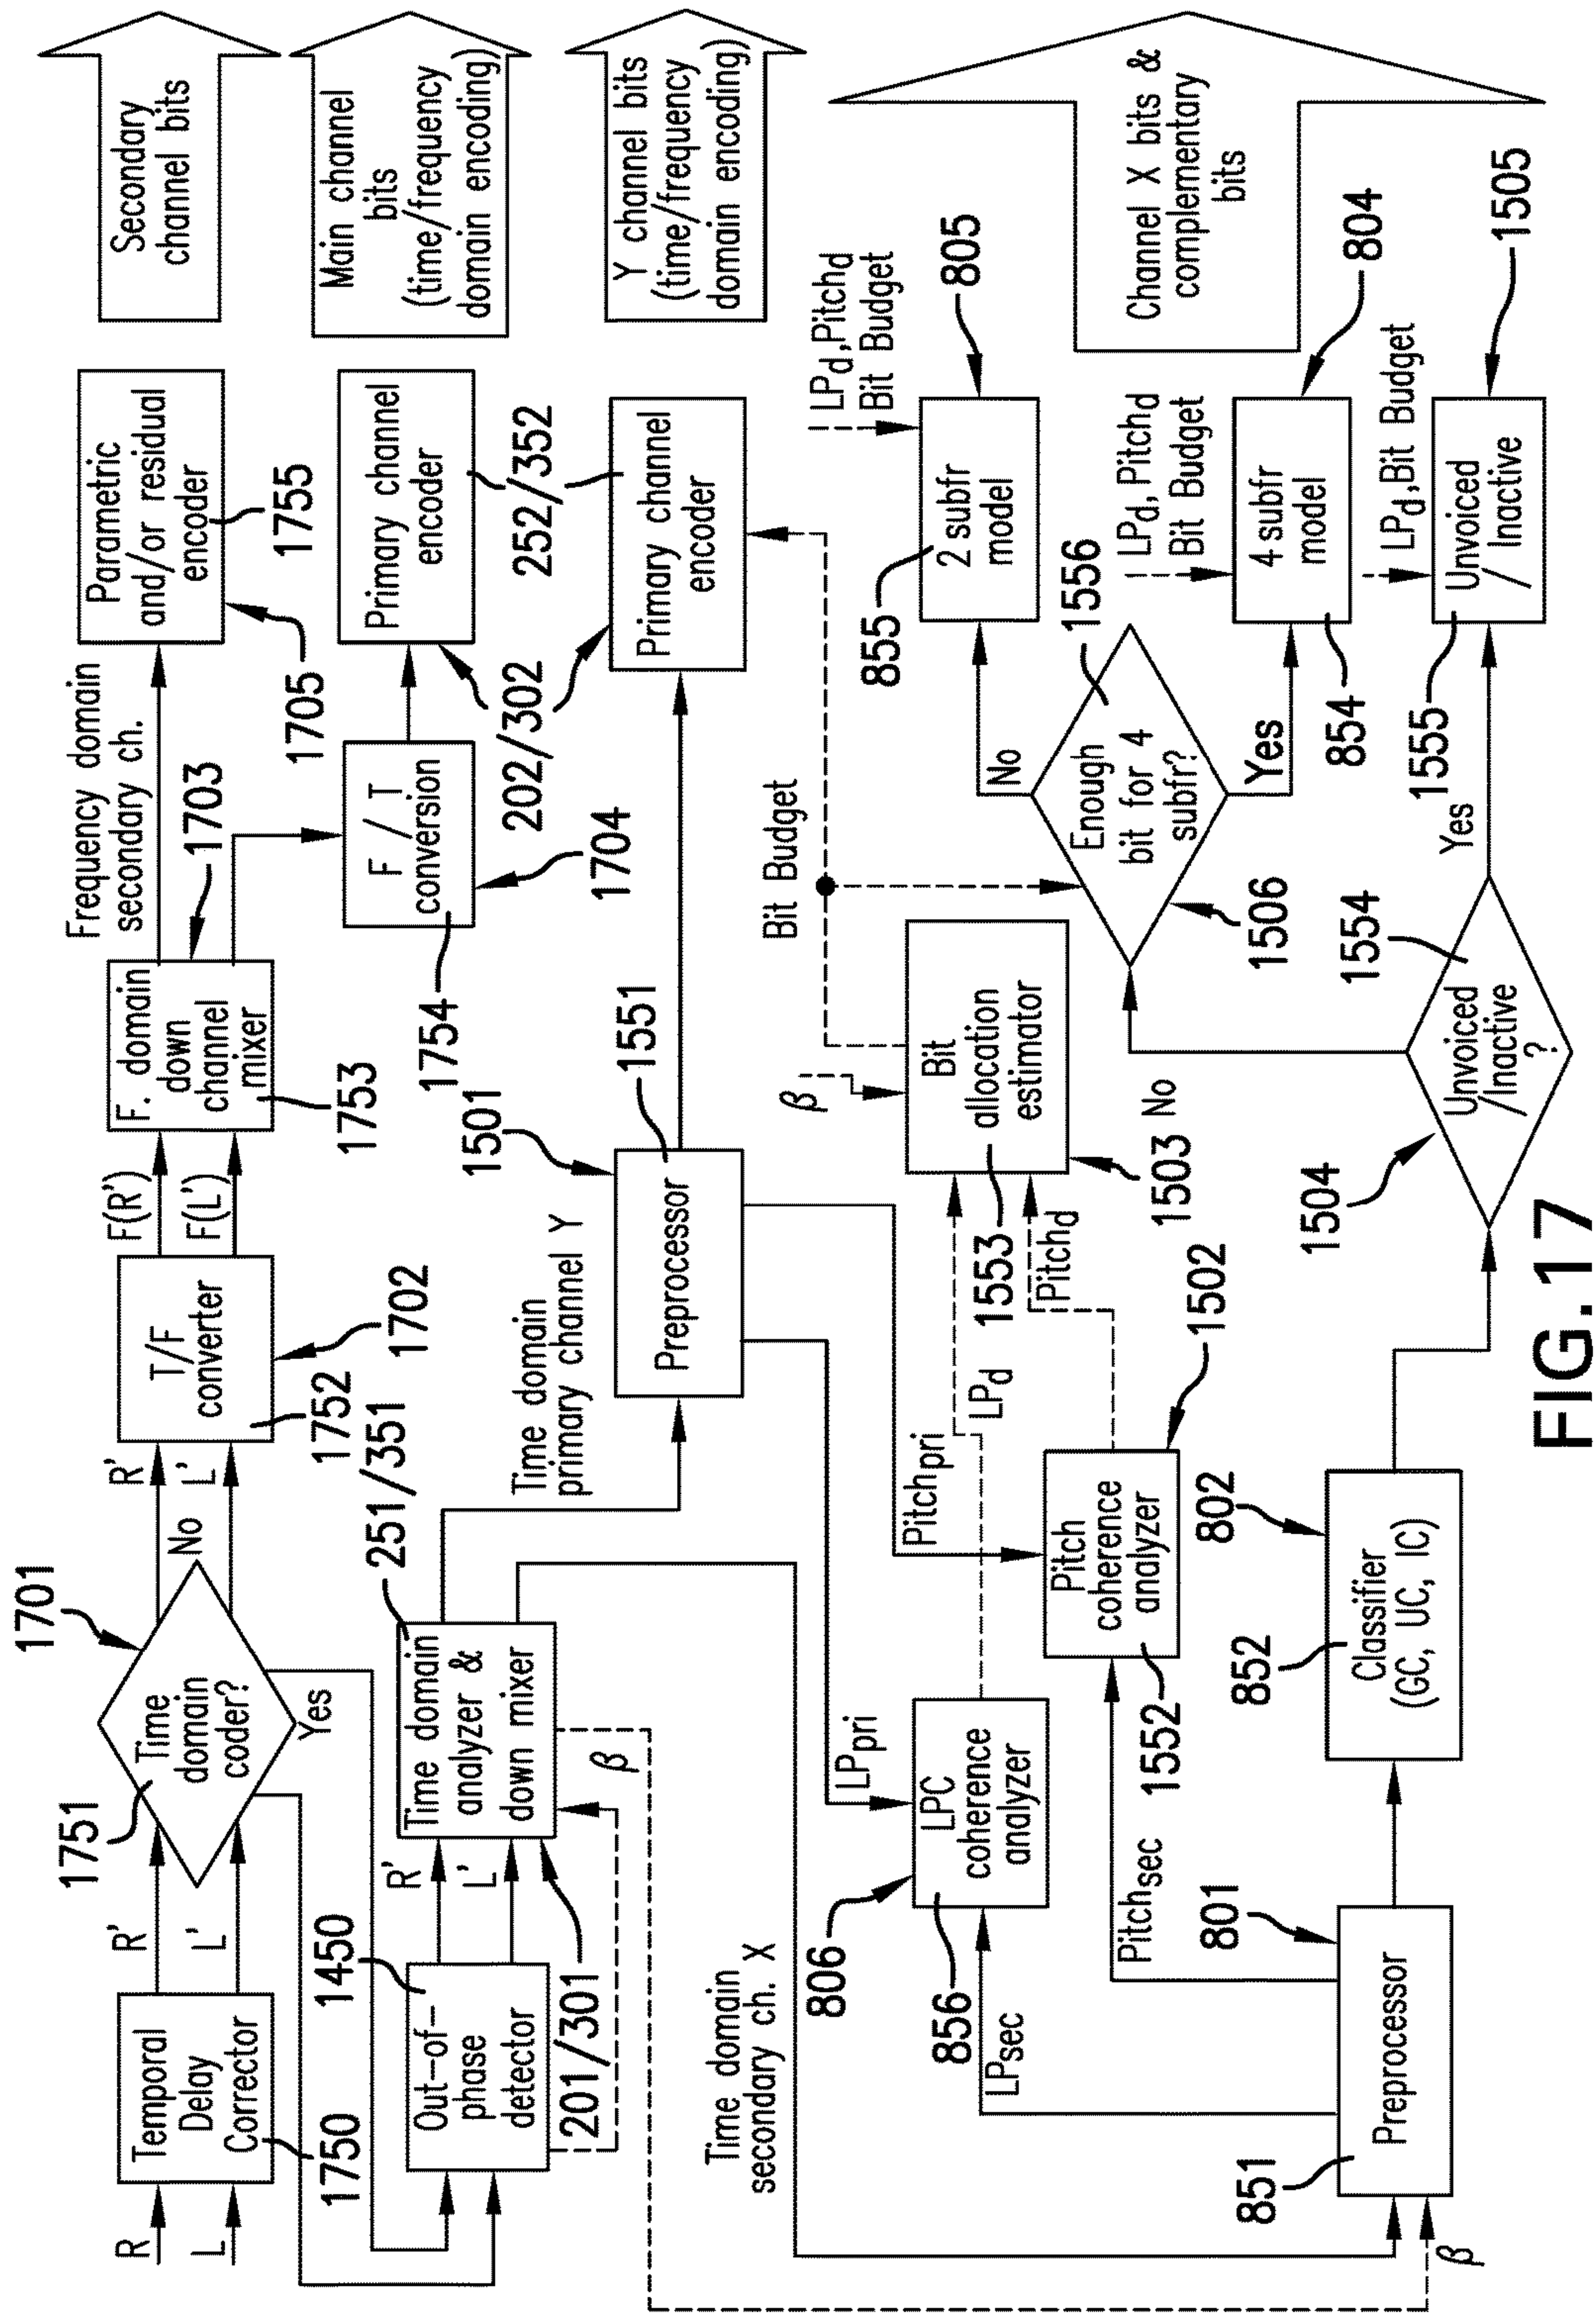 R
L
Temporal
Delay
Corrector
1750
R'
L'
1751
Time
domain
coder?
1701
No
Yes
R'
L'
T/F
converter
1752
1702
F(R')
F(L')
F. domain
down
channel
mixer
1753
1703
Frequency domain
secondary ch.
Parametric
and/or residual
encoder
1705
1755
Secondary
channel bits
F / T
conversion
1754
1704
Primary channel
encoder
202/302
252/352
Main channel
bits
(time/frequency
domain encoding)
Out-of-
phase
detector
1450
R'
L'
201/301
Time domain
analyzer &
down mixer
251/351
β
Time domain
primary channel Y
Preprocessor
1501
1551
Primary channel
encoder
Y channel bits
(time/frequency
domain encoding)
Time domain
secondary ch. X
LPpri
Pitchpri
806
LPC
coherence
analyzer
856
LPsec
LPd
Pitch
coherence
analyzer
1552
1502
Pitchsec
Pitchd
β
Bit
allocation
estimator
1553
1503
Bit Budget
No
Enough
bit for 4
subfr?
1556
1506
No
Yes
LPd,Pitchd
Bit Budget
2 subfr
model
855
805
LPd, Pitchd
Bit Budget
4 subfr
model
854
804
LPd,Bit Budget
Unvoiced
/
Inactive
1555
1505
Channel X bits &
complementary
bits
β
Preprocessor
851
801
Classifier
(GC, UC, IC)
852
802
Unvoiced
/Inactive
?
1504
1554
Yes
FIG.17